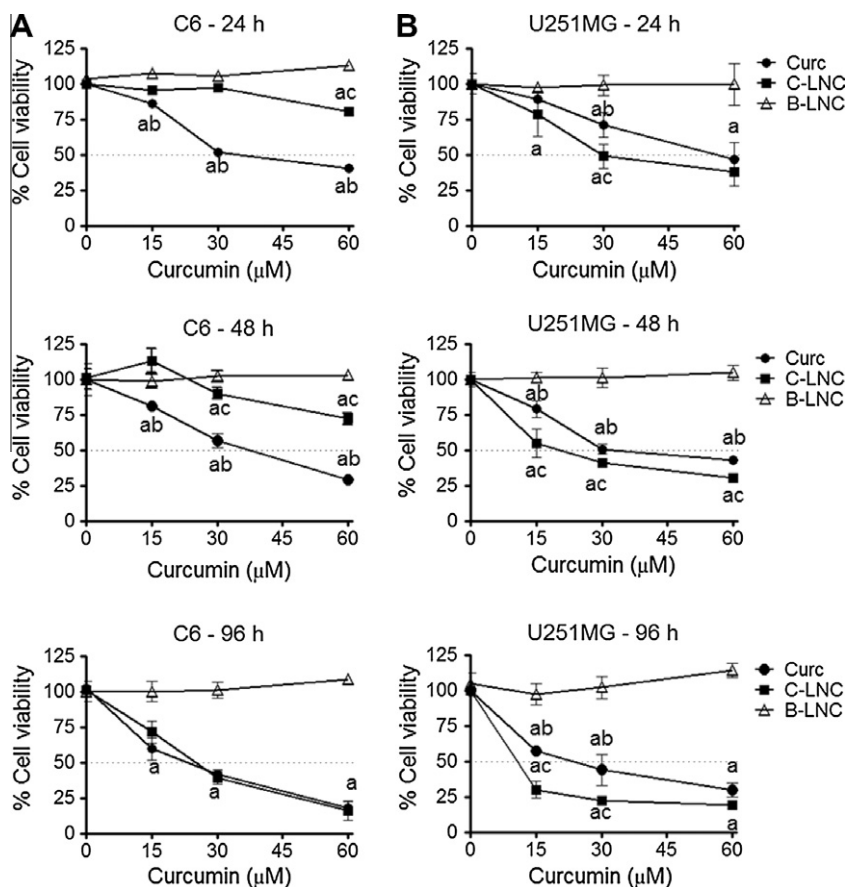 A
C6 - 24 h
% Cell viability
125
100
75
50
25
0
ab
ab
ac
ab
0 15 30 45 60
Curcumin (μM)
B
U251MG - 24 h
% Cell viability
125
100
75
50
25
0
a
ab
ac
a
0 15 30 45 60
Curcumin (μM)
Curc
C-LNC
B-LNC
C6 - 48 h
% Cell viability
125
100
75
50
25
0
ab
ac
ab
ac
ab
0 15 30 45 60
Curcumin (μM)
U251MG - 48 h
% Cell viability
125
100
75
50
25
0
ab
ac
ab
ac
ab
ac
0 15 30 45 60
Curcumin (μM)
Curc
C-LNC
B-LNC
C6 - 96 h
% Cell viability
125
100
75
50
25
0
a
a
a
0 15 30 45 60
Curcumin (μM)
U251MG - 96 h
% Cell viability
125
100
75
50
25
0
ab
ac
ab
ac
a
a
0 15 30 45 60
Curcumin (μM)
Curc
C-LNC
B-LNC